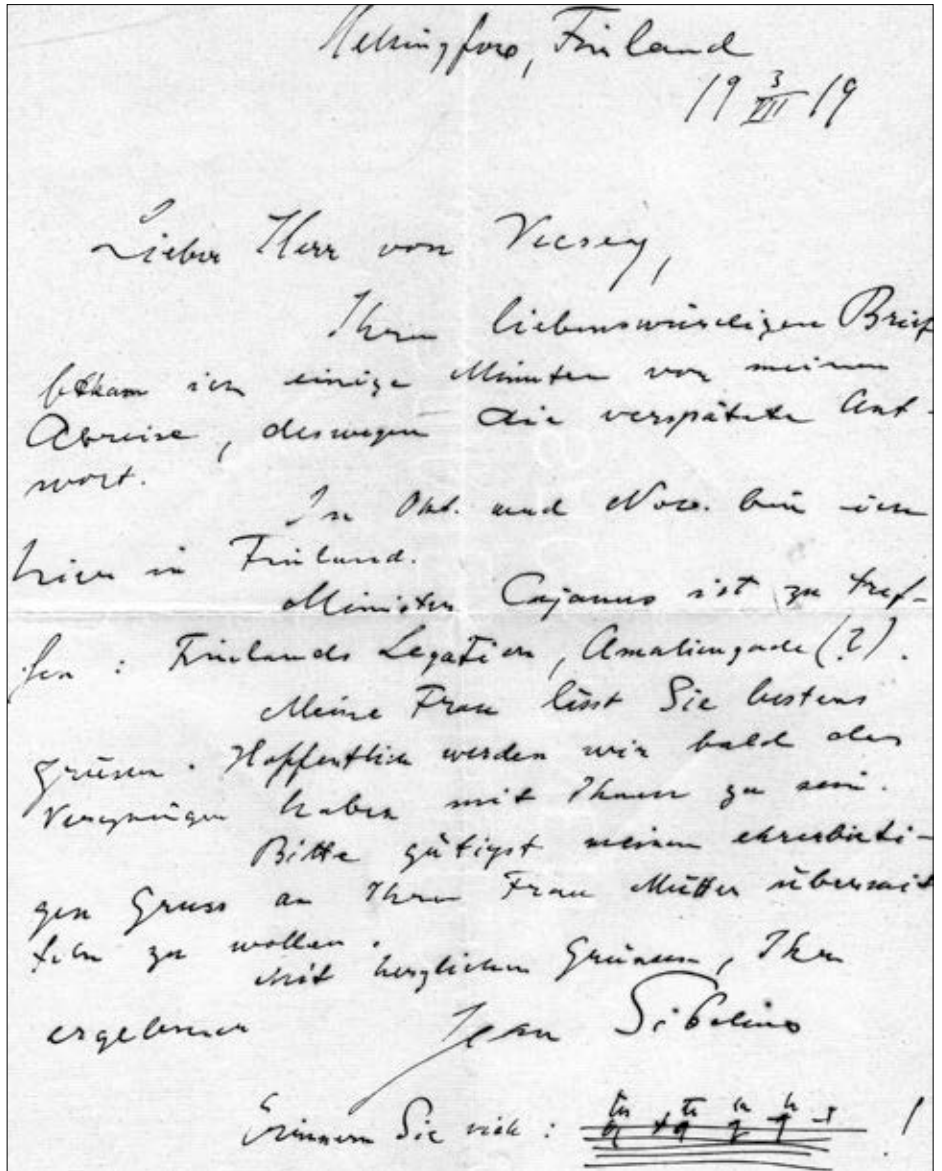 Helsingfors, Finland
19 3/VII 19
Lieber Herr von Vecsey,
Ihren liebenswürdigen Brief
bekam ich einige Minuten vor meiner
Abreise, deswegen die verspätete Ant-
wort.
In Okt. und Nov. bin ich
hier in Finland.
Minister Cajanus ist zu tref-
fen: Finlands Legation, Amaliengade (?).
Meine Frau lässt Sie bestens
grüssen. Hoffentlich werden wir bald das
Vergnügen haben mit Ihnen zu sein.
Bitte gütigst meinen ehrerbieti-
gen Gruss an Ihre Frau Mutter übermit
teln zu wollen.
Mit herzlichen Grüssen, Ihr
ergebener Jean Sibelius
Erinnern Sie sich: !